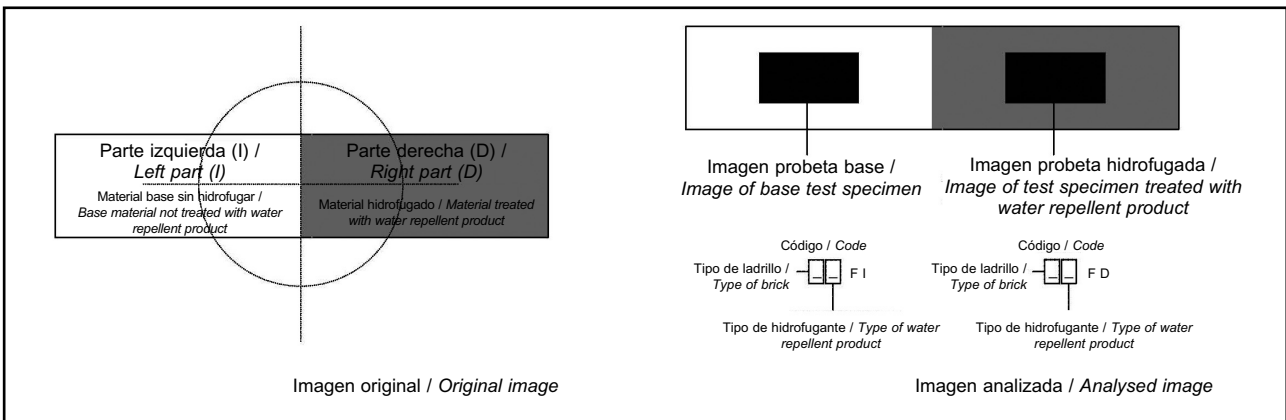 Parte izquierda (I) /
Left part (I)
Material base sin hidrofugar /
Base material not treated with water
repellent product
Parte derecha (D) /
Right part (D)
Material hidrofugado / Material treated
with water repellent product
Imagen original / Original image
Imagen probeta base /
Image of base test specimen
Imagen probeta hidrofugada /
Image of test specimen treated with
water repellent product
Código / Code
Tipo de ladrillo /
Type of brick
F I
Tipo de hidrofugante / Type of water
repellent product
Código / Code
Tipo de ladrillo /
Type of brick
F D
Tipo de hidrofugante / Type of water
repellent product
Imagen analizada / Analysed image